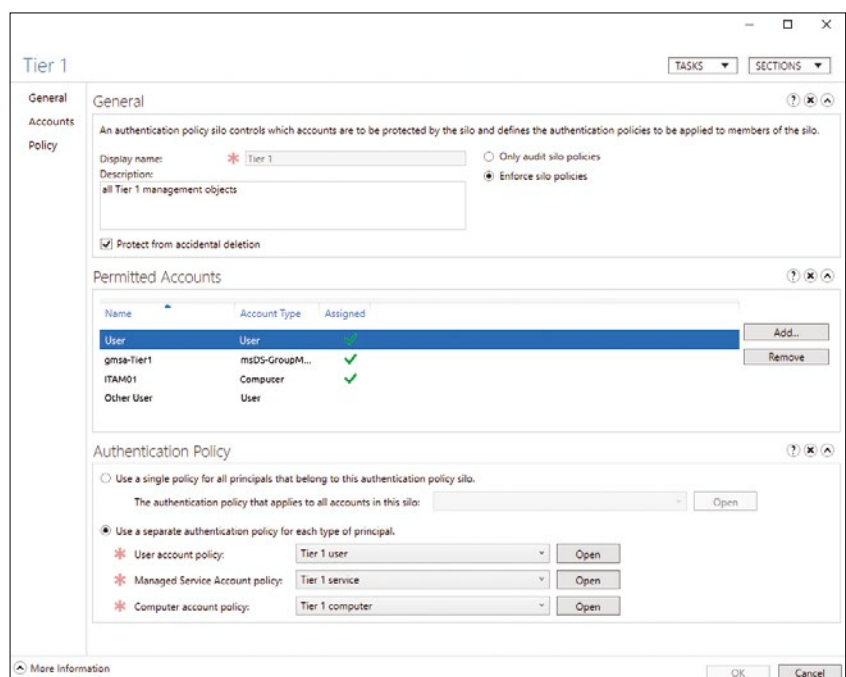 Tier 1
TASKS
SECTIONS
General
Accounts
Policy
General
An authentication policy silo controls which accounts are to be protected by the silo and defines the authentication policies to be applied to members of the silo.
Display name:
Tier 1
Only audit silo policies
Enforce silo policies
Description:
all Tier 1 management objects
Protect from accidental deletion
Permitted Accounts
Name Account Type Assigned
User User
gmsa-Tier1 msDS-GroupM...
ITAM01 Computer
Other User User
Add...
Remove
Authentication Policy
Use a single policy for all principals that belong to this authentication policy silo.
The authentication policy that applies to all accounts in this silo:
Open
Use a separate authentication policy for each type of principal.
User account policy: Tier 1 user Open
Managed Service Account policy: Tier 1 service Open
Computer account policy: Tier 1 computer Open
More Information
OK Cancel